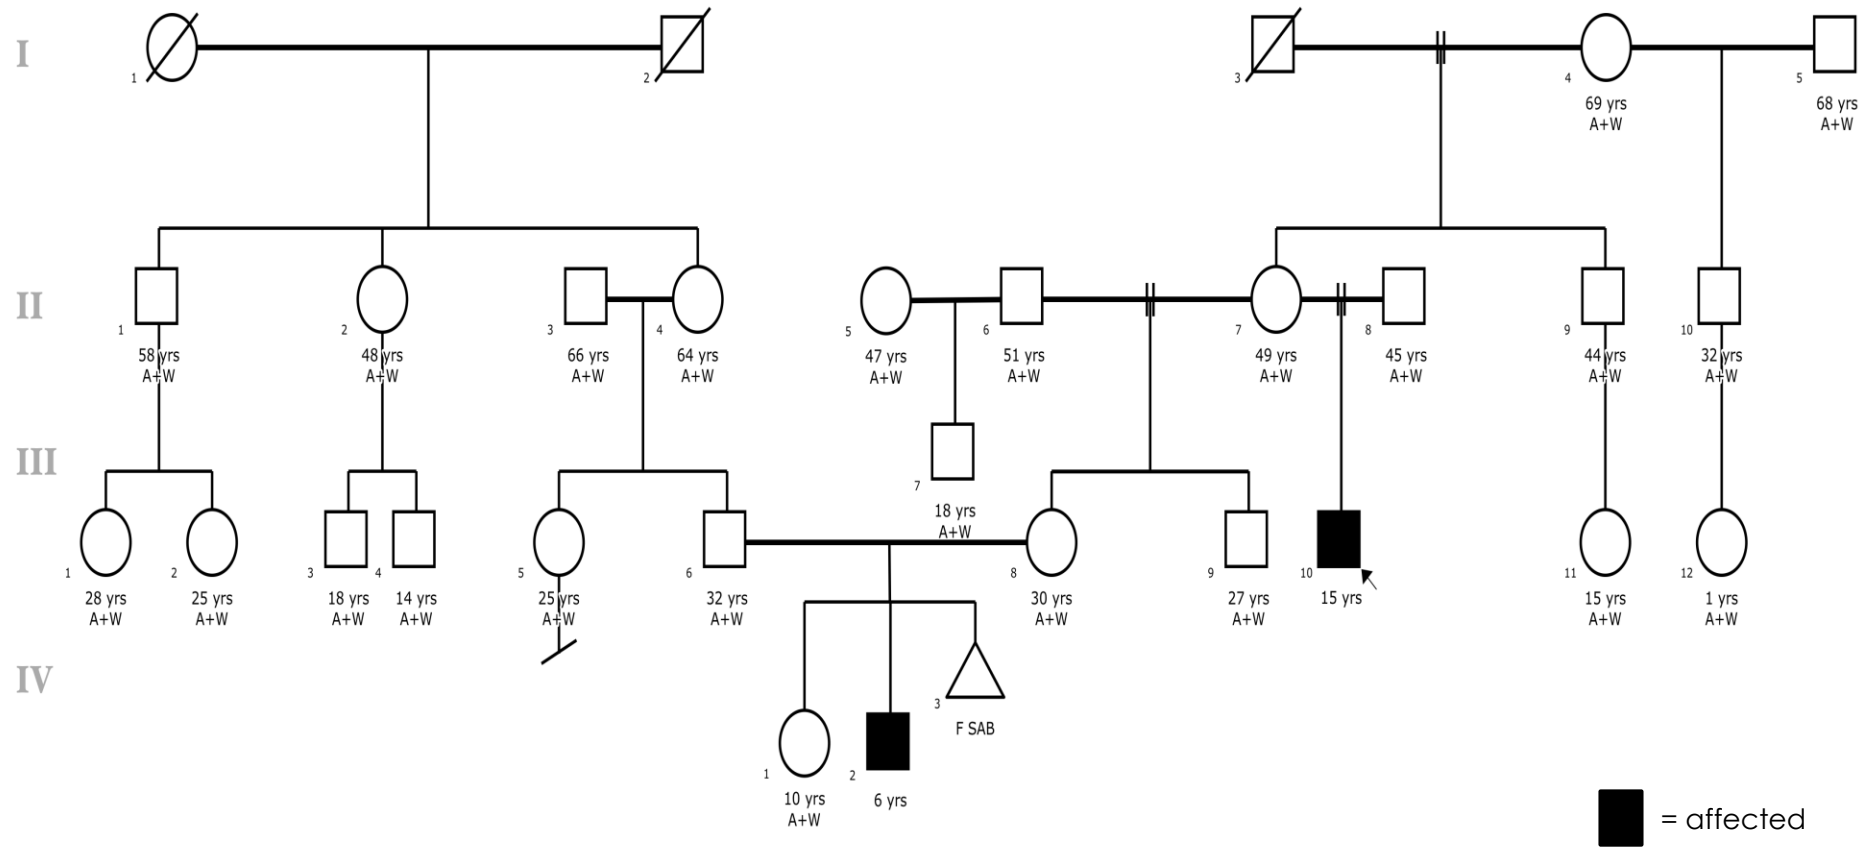 I
1
2
3
4
5
69 yrs
A+W
68 yrs
A+W
II
1
2
3
4
5
6
7
8
9
10
58 yrs
A+W
48 yrs
A+W
66 yrs
A+W
64 yrs
A+W
47 yrs
A+W
51 yrs
A+W
49 yrs
A+W
45 yrs
A+W
44 yrs
A+W
32 yrs
A+W
III
7
18 yrs
A+W
1
2
3
4
5
6
8
9
10
11
12
28 yrs
A+W
25 yrs
A+W
18 yrs
A+W
14 yrs
A+W
25 yrs
A+W
32 yrs
A+W
30 yrs
A+W
27 yrs
A+W
15 yrs
15 yrs
A+W
1 yrs
A+W
IV
3
F SAB
1
2
10 yrs
A+W
6 yrs
= affected